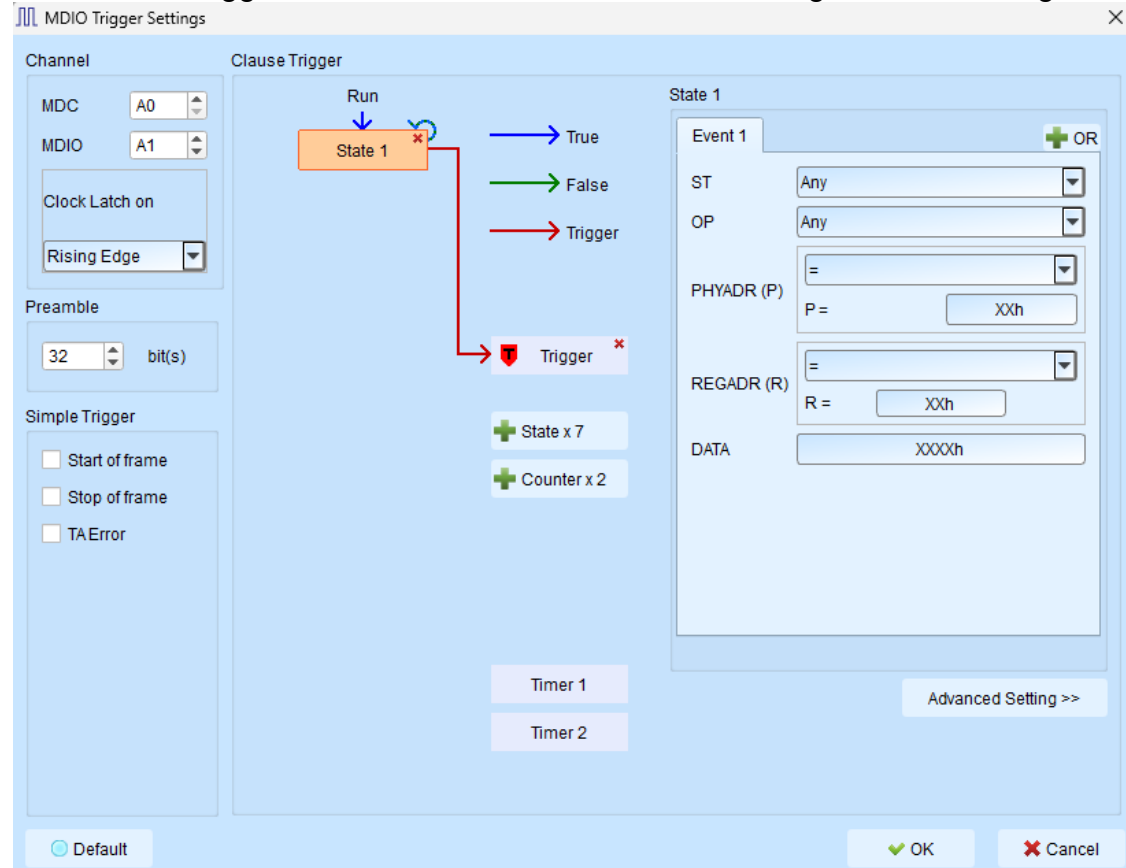 MDIO Trigger Settings
Channel
MDC A0
MDIO A1
Clock Latch on
Rising Edge
Preamble
32 bit(s)
Simple Trigger
Start of frame
Stop of frame
TA Error
Clause Trigger
Run
State 1
True
False
Trigger
Trigger
State x 7
Counter x 2
Timer 1
Timer 2
State 1
Event 1
OR
ST Any
OP Any
PHYADR (P) =
P = XXh
REGADR (R) =
R = XXh
DATA XXXXh
Advanced Setting >>
Default
OK
Cancel